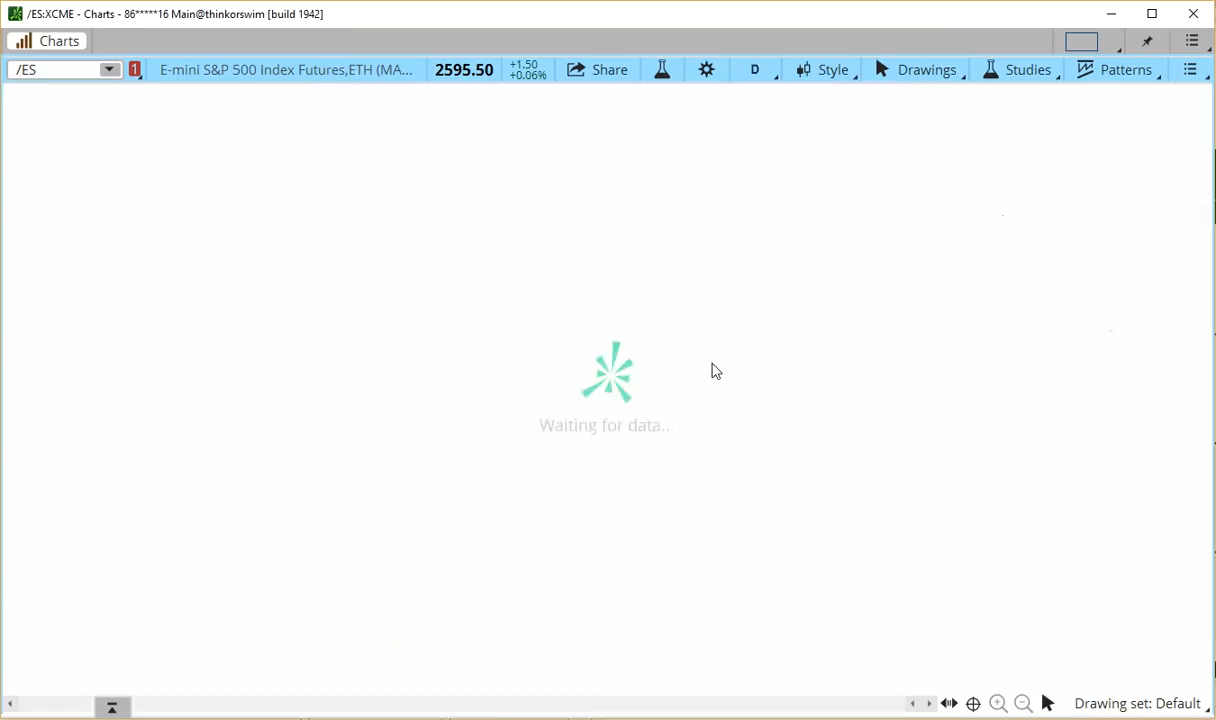 /ES:XCME - Charts - 86*****16 Main@thinkorswim [build 1942]
Charts
/ES 1 E-mini S&P 500 Index Futures,ETH (MA... 2595.50 +1.50 +0.06% Share D Style Drawings Studies Patterns
Waiting for data...
Drawing set: Default